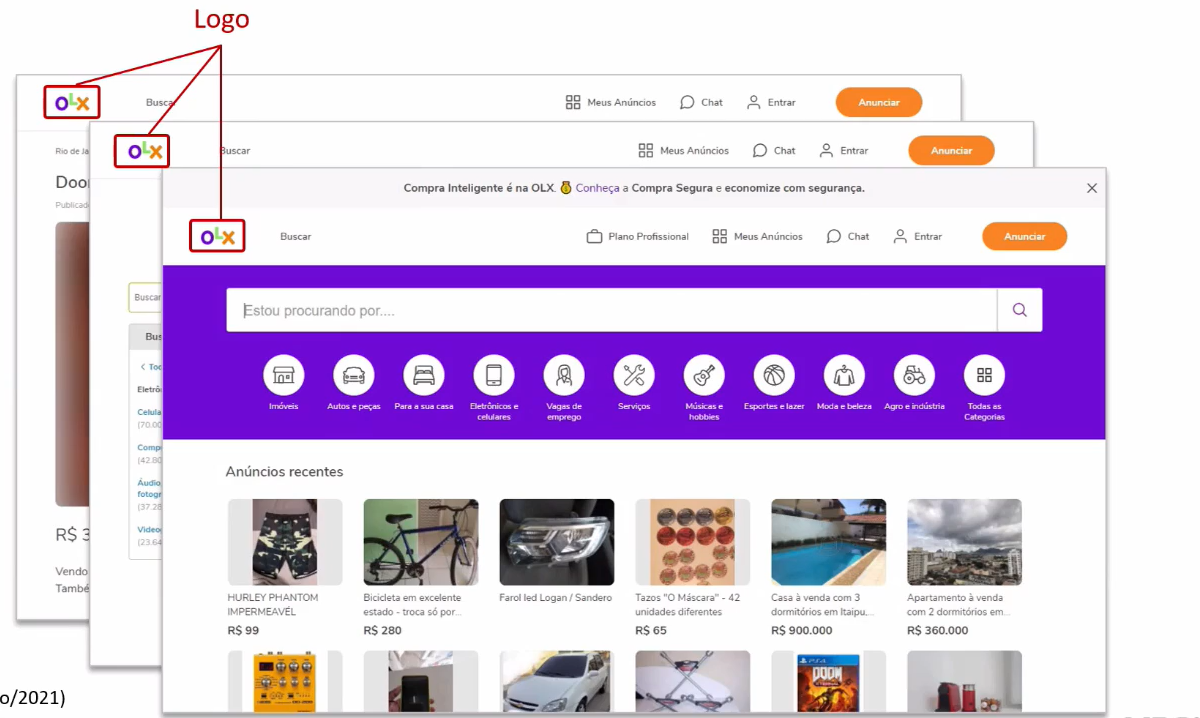 Logo
OLX
Buscar
Meus Anúncios
Chat
Entrar
Anunciar
Rio de Ja
Door
Publicado
R$ 3
Vendo
També
OLX
Buscar
Meus Anúncios
Chat
Entrar
Anunciar
Buscar
Bus
< Too
Eletrô
Celula
(70.00
Comp
(42.80
Áudio
fotogr
(37.28
Video
(23.64
Compra Inteligente é na OLX. Conheça a Compra Segura e economize com segurança.
OLX
Buscar
Plano Profissional
Meus Anúncios
Chat
Entrar
Anunciar
Estou procurando por....
Imóveis
Autos e peças
Para a sua casa
Eletrônicos e
celulares
Vagas de
emprego
Serviços
Músicas e
hobbies
Esportes e lazer
Moda e beleza
Agro e indústria
Todas as
Categorias
Anúncios recentes
HURLEY PHANTOM
IMPERMEAVÉL
R$ 99
Bicicleta em excelente
estado - troca só por...
R$ 280
Farol led Logan / Sandero
Tazos "O Máscara" - 42
unidades diferentes
R$ 65
Casa à venda com 3
dormitórios em Itaipu,...
R$ 900.000
Apartamento à venda
com 2 dormitórios em...
R$ 360.000
PS4
DOOM
o/2021)